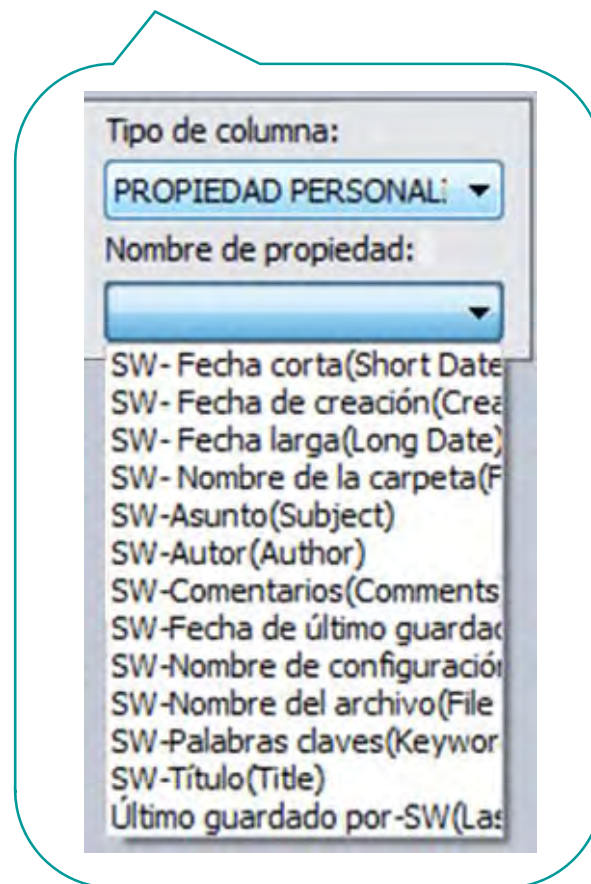 Tipo de columna:
PROPIEDAD PERSONAL
Nombre de propiedad:
SW- Fecha corta(Short Date
SW- Fecha de creación(Crea
SW- Fecha larga(Long Date)
SW- Nombre de la carpeta(F
SW-Asunto(Subject)
SW-Autor(Author)
SW-Comentarios(Comments
SW-Fecha de último guardad
SW-Nombre de configuración
SW-Nombre del archivo(File
SW-Palabras claves(Keywor
SW-Título(Title)
Último guardado por-SW(Las